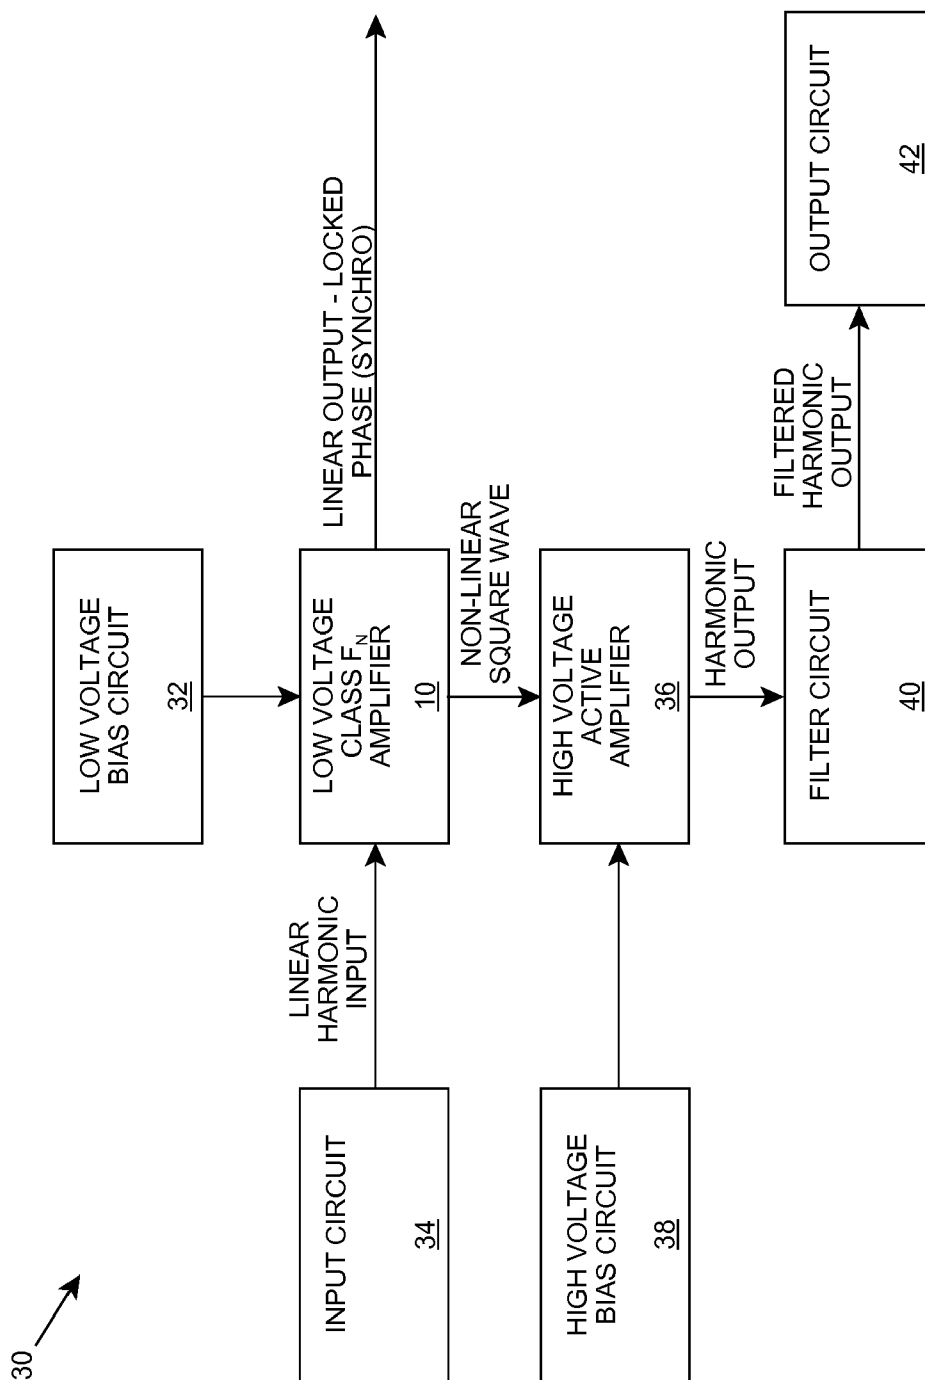 30
LOW VOLTAGE
BIAS CIRCUIT
32
INPUT CIRCUIT
34
LINEAR
HARMONIC
INPUT
LOW VOLTAGE
CLASS FN
AMPLIFIER
10
LINEAR OUTPUT - LOCKED
PHASE (SYNCHRO)
NON-LINEAR
SQUARE WAVE
HIGH VOLTAGE
BIAS CIRCUIT
38
HIGH VOLTAGE
ACTIVE
AMPLIFIER
36
HARMONIC
OUTPUT
FILTER CIRCUIT
40
FILTERED
HARMONIC
OUTPUT
OUTPUT CIRCUIT
42